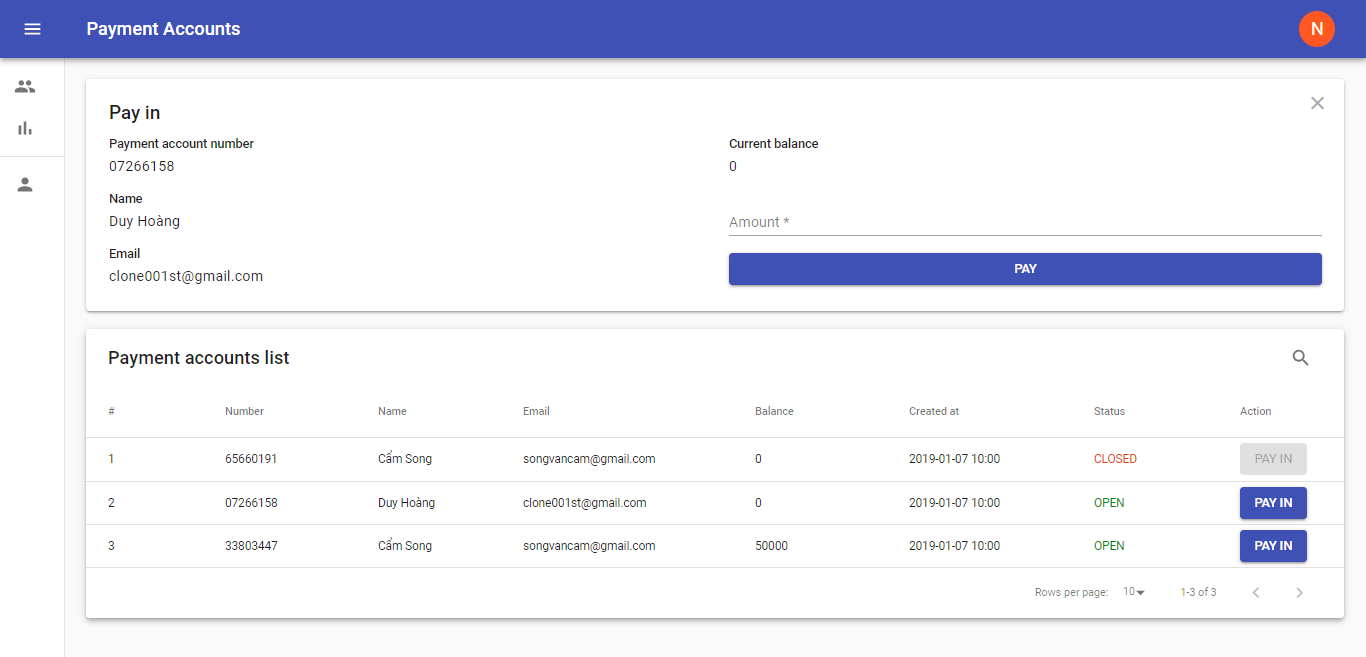 Payment Accounts
N
Pay in
Payment account number
07266158
Name
Duy Hoàng
Email
clone001st@gmail.com
Current balance
0
Amount *
PAY
Payment accounts list
# Number Name Email Balance Created at Status Action
1 65660191 Cẩm Song songvancam@gmail.com 0 2019-01-07 10:00 CLOSED PAY IN
2 07266158 Duy Hoàng clone001st@gmail.com 0 2019-01-07 10:00 OPEN PAY IN
3 33803447 Cẩm Song songvancam@gmail.com 50000 2019-01-07 10:00 OPEN PAY IN
Rows per page: 10 1-3 of 3